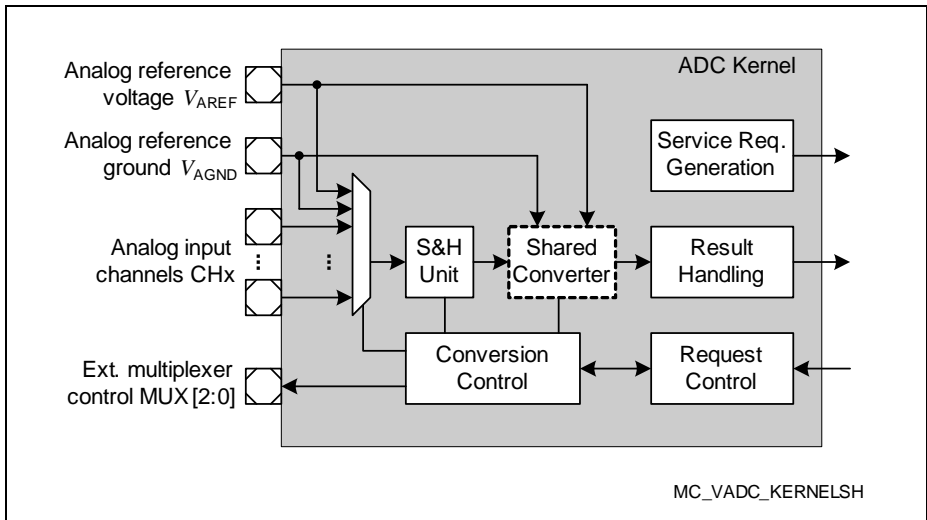 ADC Kernel
Analog reference
voltage VAREF
Analog reference
ground VAGND
Analog input
channels CHx
Ext. multiplexer
control MUX [2:0]
S&H
Unit
Shared
Converter
Conversion
Control
Service Req.
Generation
Result
Handling
Request
Control
MC_VADC_KERNELSH